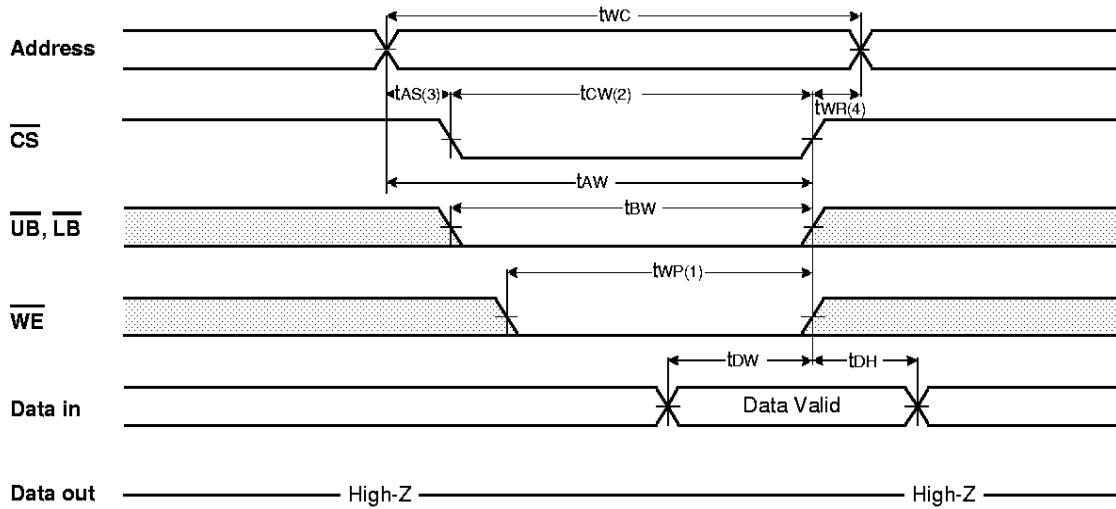 tWC
Address
tAS(3) tCW(2) tWR(4)
CS
tAW
UB, LB tBW
tWP(1)
WE
tDW tDH
Data in Data Valid
Data out High-Z High-Z